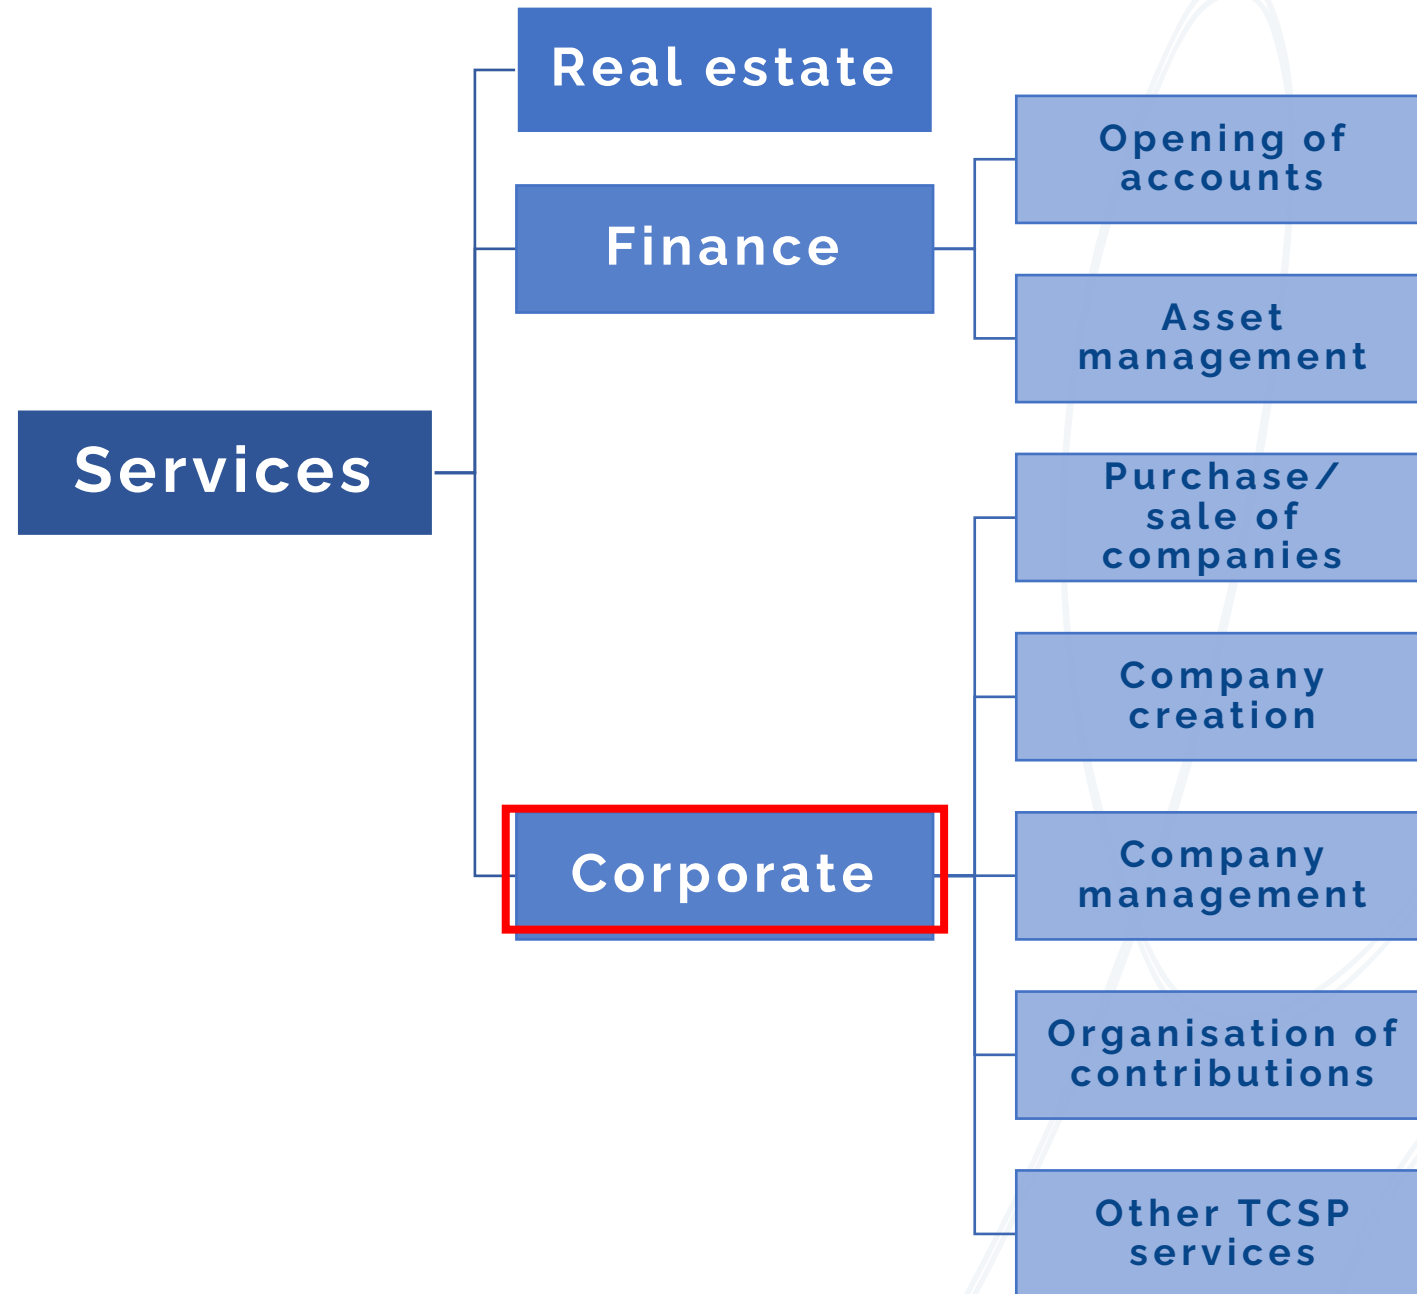 Real estate
Opening of
accounts
Finance
Asset
management
Services
Purchase/
sale of
companies
Company
creation
Corporate
Company
management
Organisation of
contributions
Other TCSP
services